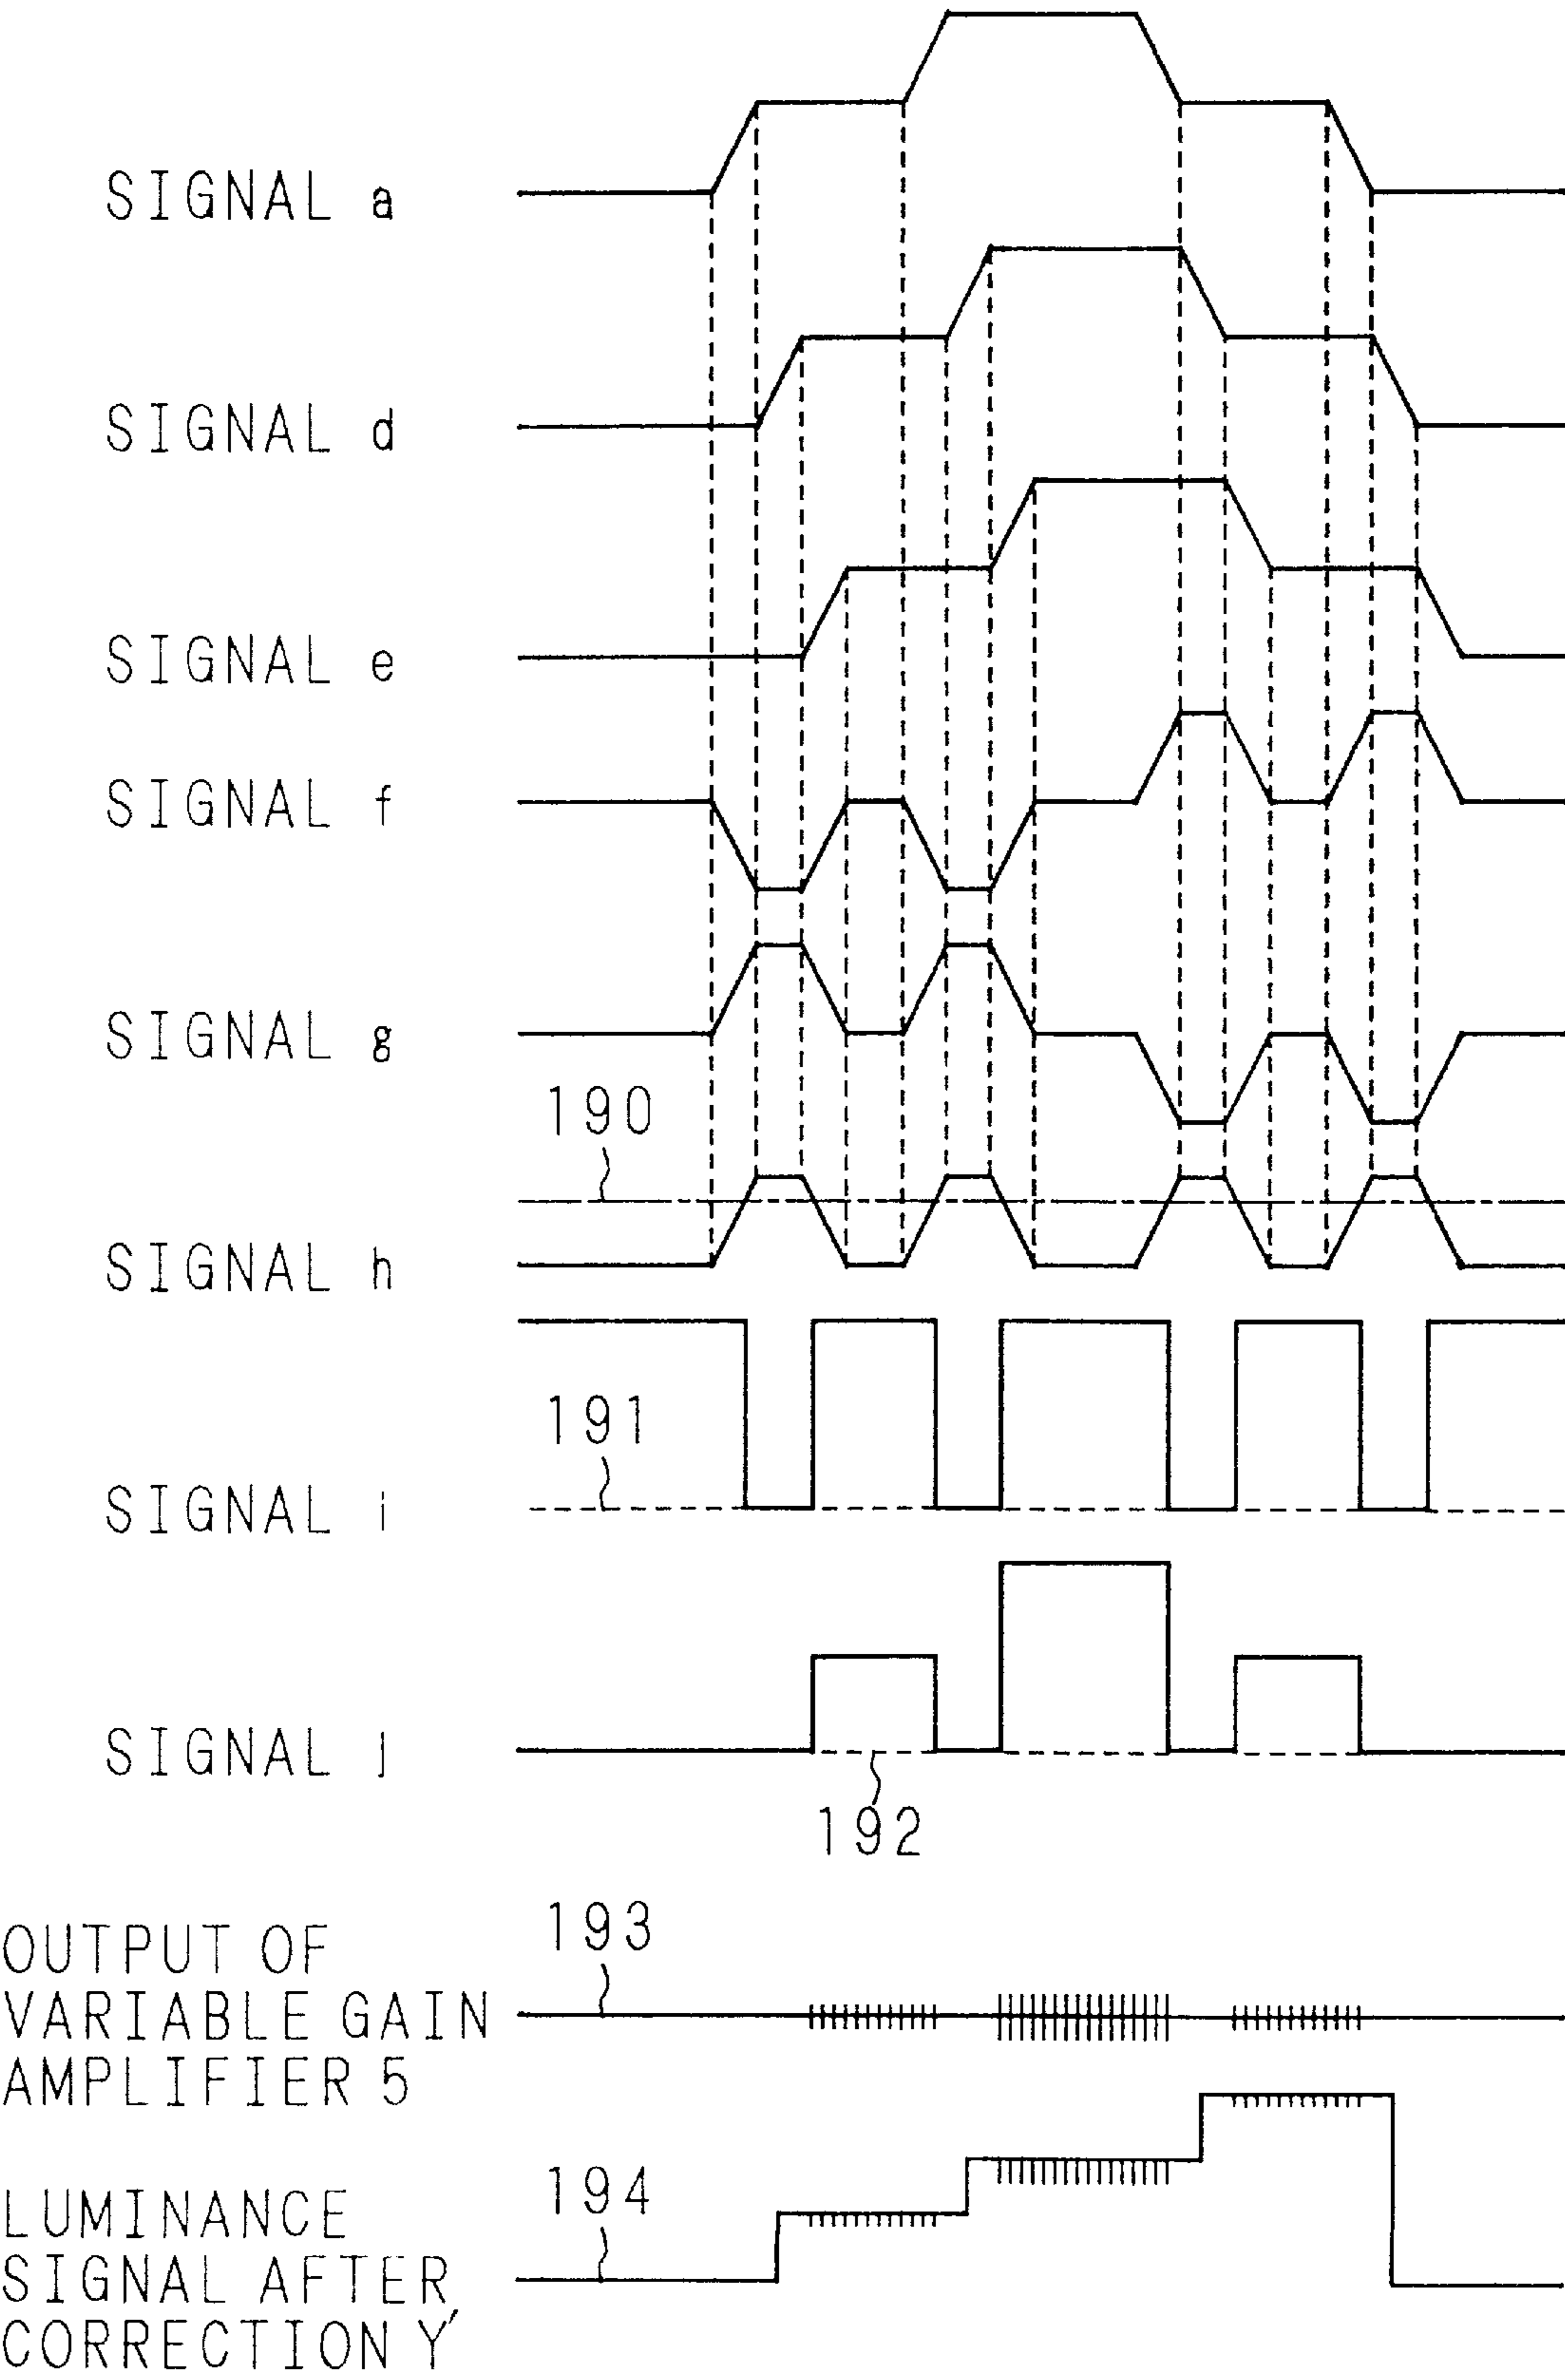 SIGNAL a
SIGNAL d
SIGNAL e
SIGNAL f
SIGNAL g
190
SIGNAL h
191
SIGNAL i
SIGNAL j
192
193
OUTPUT OF
VARIABLE GAIN
AMPLIFIER 5
194
LUMINANCE
SIGNAL AFTER
CORRECTION Y'